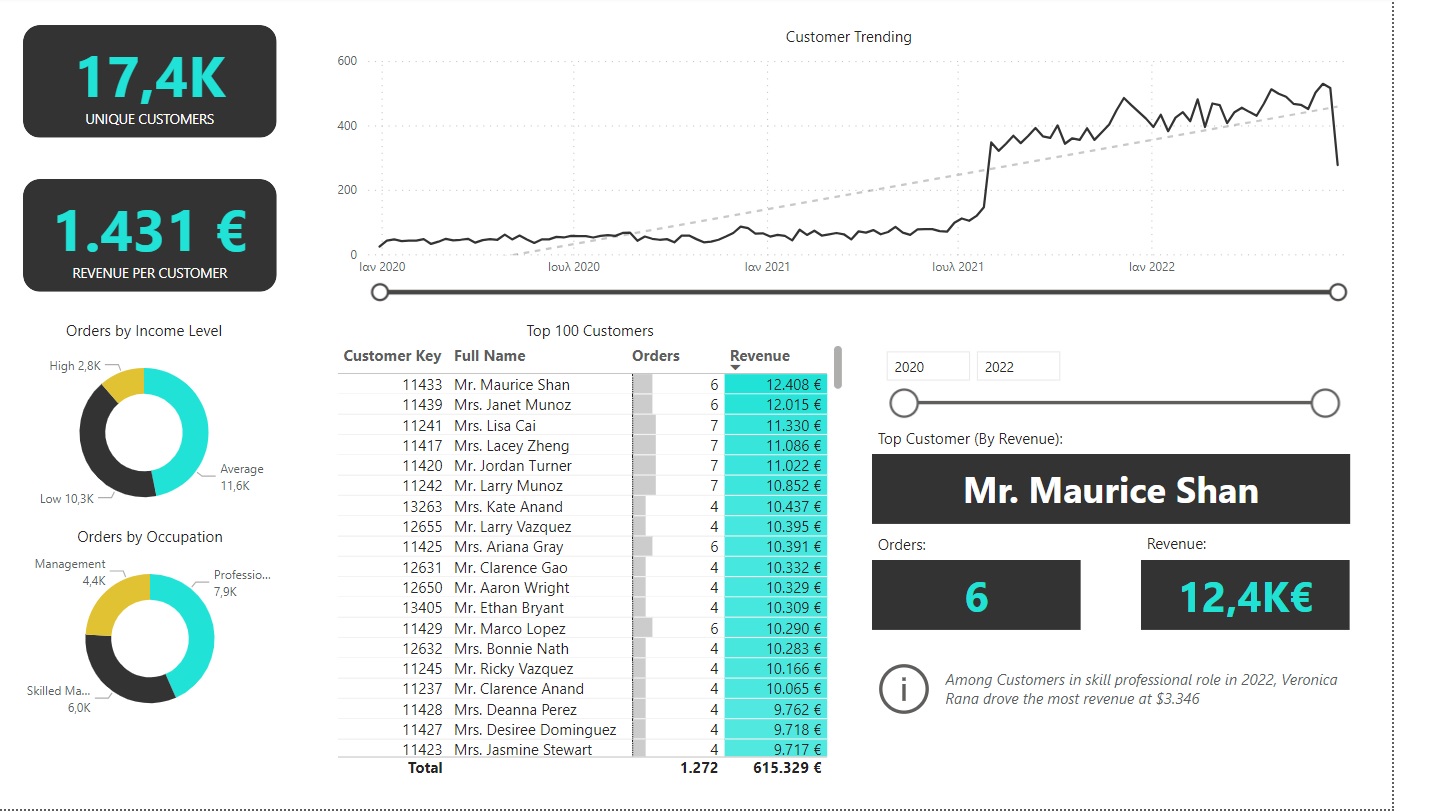 17,4K
UNIQUE CUSTOMERS
1.431 €
REVENUE PER CUSTOMER
Customer Trending
600
400
200
0
Ιαν 2020
Ιουλ 2020
Ιαν 2021
Ιουλ 2021
Ιαν 2022
Orders by Income Level
High 2,8K
Average
11,6K
Low 10,3K
Orders by Occupation
Management
4,4K
Professio...
7,9K
Skilled Ma...
6,0K
Top 100 Customers
Customer Key Full Name Orders Revenue
11433 Mr. Maurice Shan 6 12.408 €
11439 Mrs. Janet Munoz 6 12.015 €
11241 Mrs. Lisa Cai 7 11.330 €
11417 Mrs. Lacey Zheng 7 11.086 €
11420 Mr. Jordan Turner 7 11.022 €
11242 Mr. Larry Munoz 7 10.852 €
13263 Mrs. Kate Anand 4 10.437 €
12655 Mr. Larry Vazquez 4 10.395 €
11425 Mrs. Ariana Gray 6 10.391 €
12631 Mr. Clarence Gao 4 10.332 €
12650 Mr. Aaron Wright 4 10.329 €
13405 Mr. Ethan Bryant 4 10.309 €
11429 Mr. Marco Lopez 6 10.290 €
12632 Mrs. Bonnie Nath 4 10.283 €
11245 Mr. Ricky Vazquez 4 10.166 €
11237 Mr. Clarence Anand 4 10.065 €
11428 Mrs. Deanna Perez 4 9.762 €
11427 Mrs. Desiree Dominguez 4 9.718 €
11423 Mrs. Jasmine Stewart 4 9.717 €
Total 1.272 615.329 €
2020
2022
Top Customer (By Revenue):
Mr. Maurice Shan
Orders:
6
Revenue:
12,4K€
Among Customers in skill professional role in 2022, Veronica
Rana drove the most revenue at $3.346